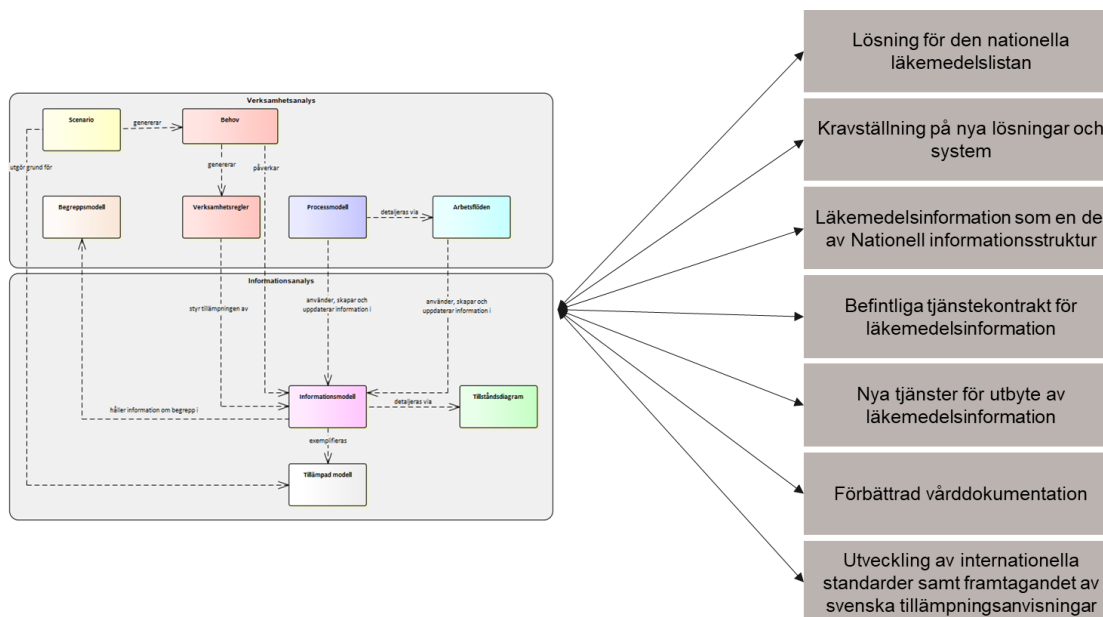 Verksamhetsanalys
Scenario
genererar
Behov
utgör grund för
genererar
påverkar
Begreppsmodell
Verksamhetsregler
Processmodell
detaljeras via
Arbetsflöden
Informationsanalys
styr tillämpningen av
använder, skapar och
uppdaterar information i
använder, skapar och
uppdaterar information i
Informationsmodell
detaljeras via
Tillståndsdiagram
håller information om begrepp i
exemplifieras
Tillämpad modell
Lösning för den nationella
läkemedelslistan
Kravställning på nya lösningar och
system
Läkemedelsinformation som en de
av Nationell informationsstruktur
Befintliga tjänstekontrakt för
läkemedelsinformation
Nya tjänster för utbyte av
läkemedelsinformation
Förbättrad vårddokumentation
Utveckling av internationella
standarder samt framtagandet av
svenska tillämpningsanvisningar